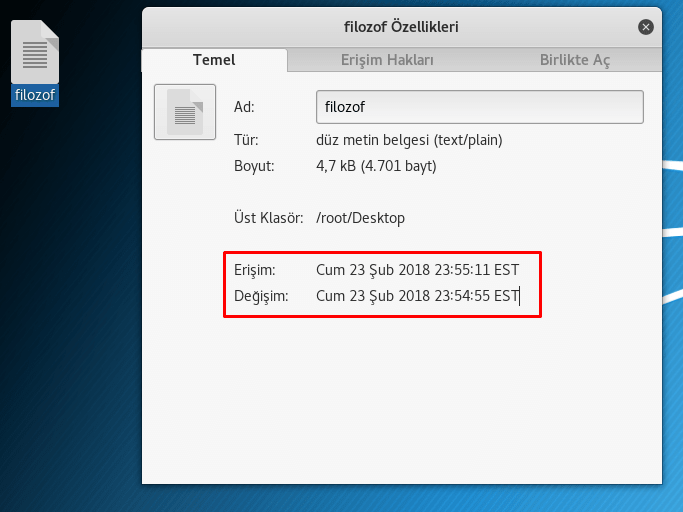 filozof
filozof Özellikleri
Temel Erişim Hakları Birlikte Aç
Ad: filozof
Tür: düz metin belgesi (text/plain)
Boyut: 4,7 kB (4.701 bayt)
Üst Klasör: /root/Desktop
Erişim: Cum 23 Şub 2018 23:55:11 EST
Değişim: Cum 23 Şub 2018 23:54:55 EST